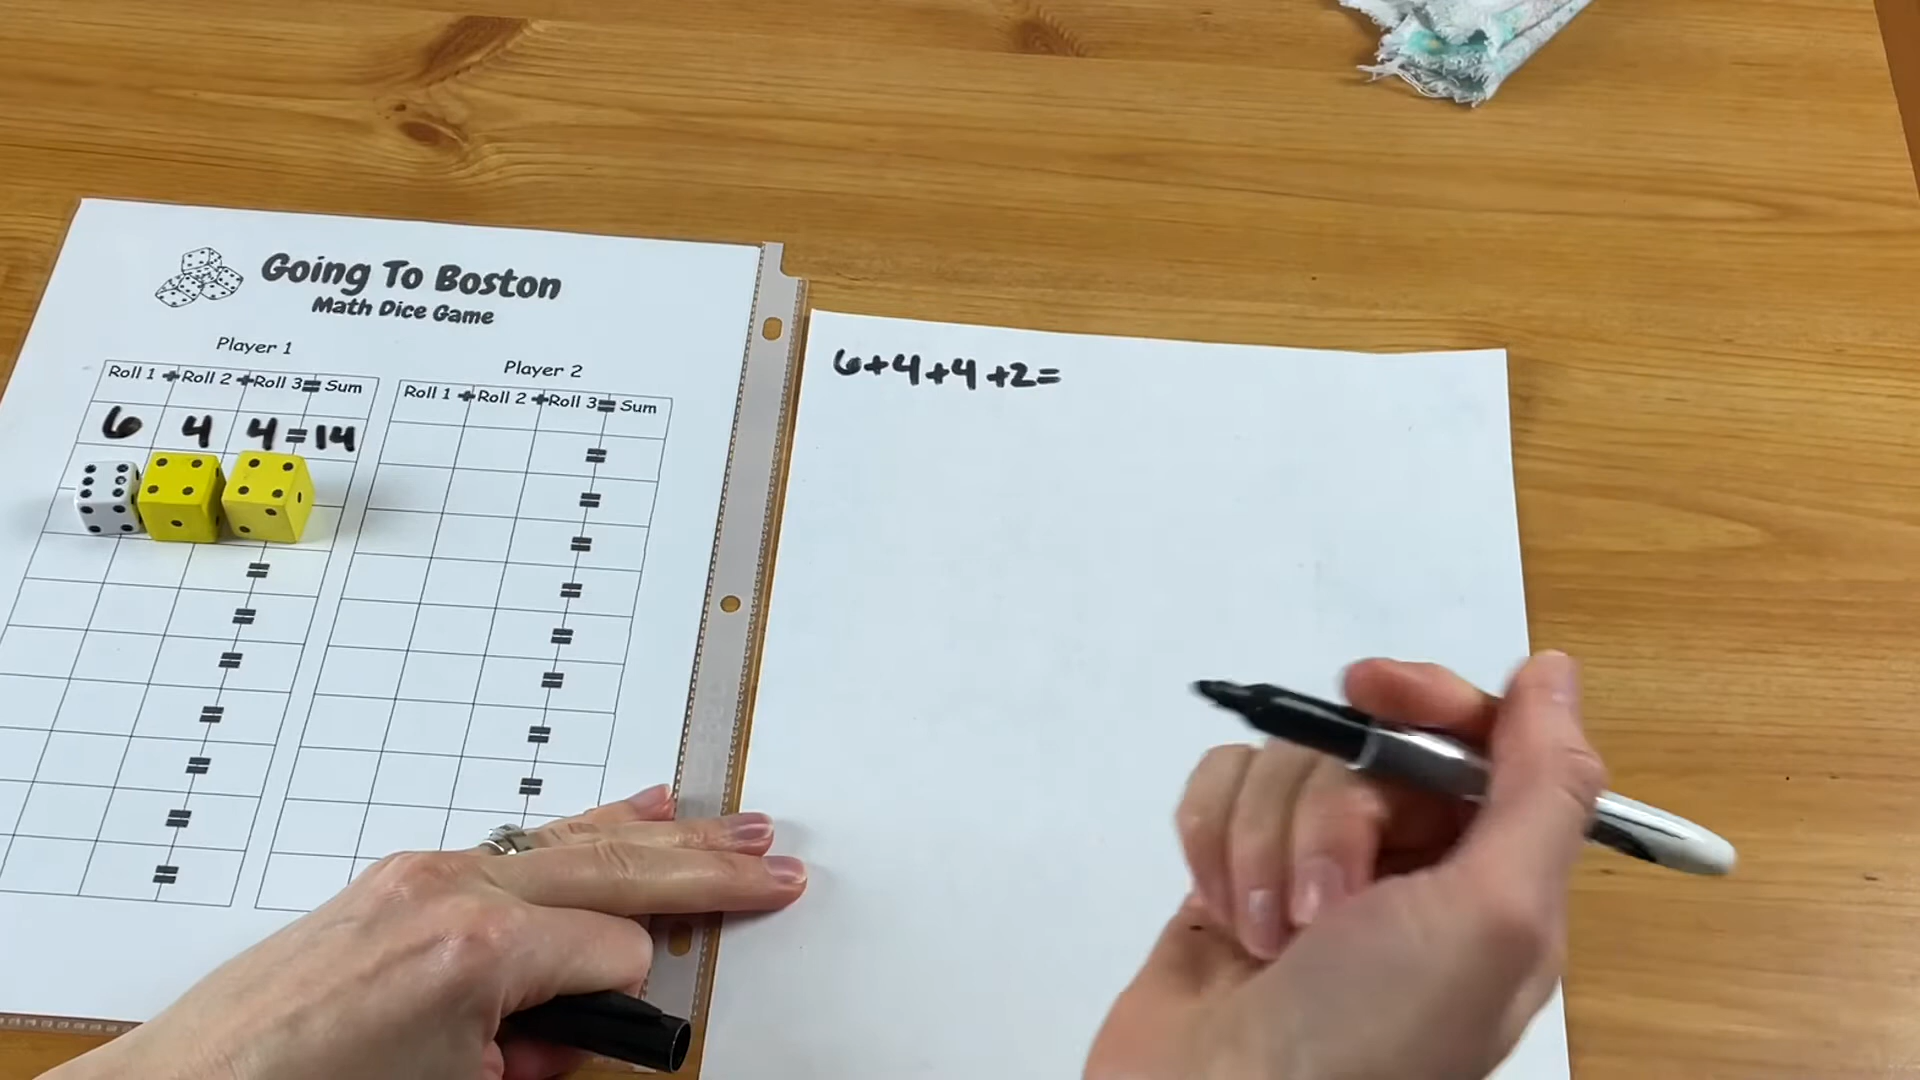 Going To Boston
Math Dice Game
Player 1
Roll 1 + Roll 2 + Roll 3 = Sum
6 4 4 = 14
=
=
=
=
=
=
=
Player 2
Roll 1 + Roll 2 + Roll 3 = Sum
=
=
=
=
=
=
=
=
6+4+4+2=